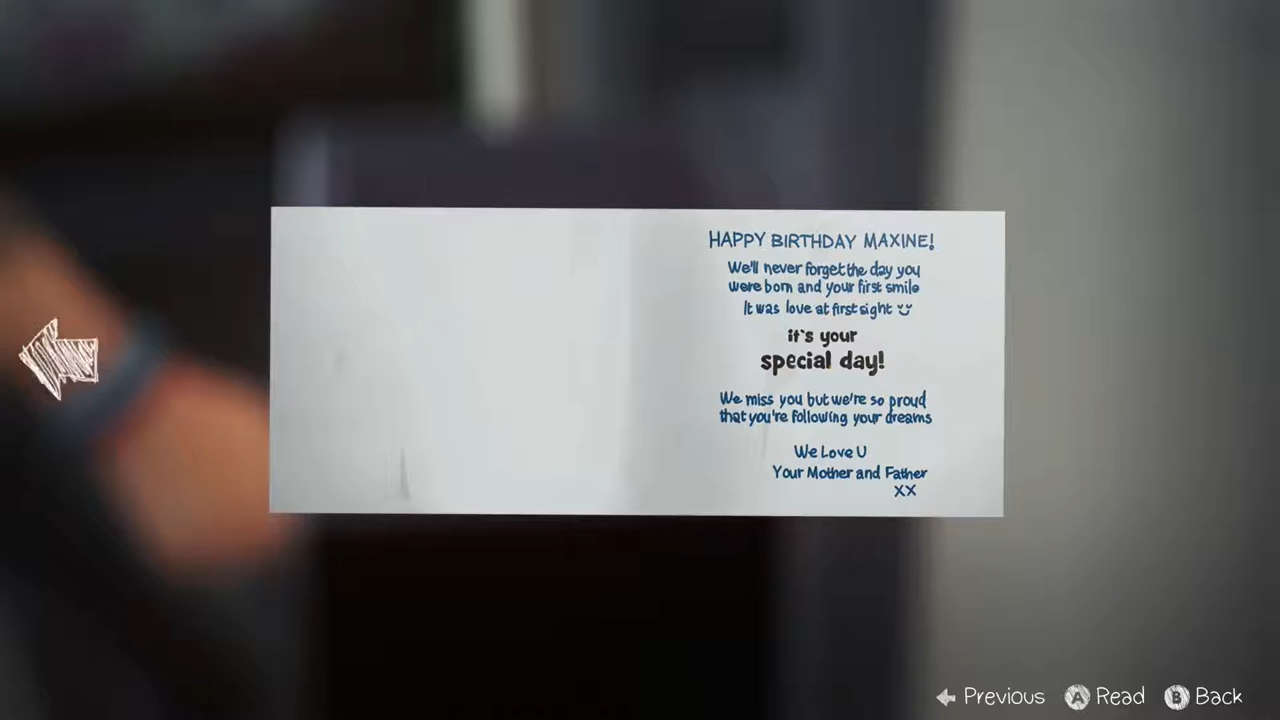 HAPPY BIRTHDAY MAXINE!
We'll never forget the day you
were born and your first smile
It was love at first sight
it's your
special day!
We miss you but we're so proud
that you're following your dreams
We Love U
Your Mother and Father
XX
Previous A Read B Back